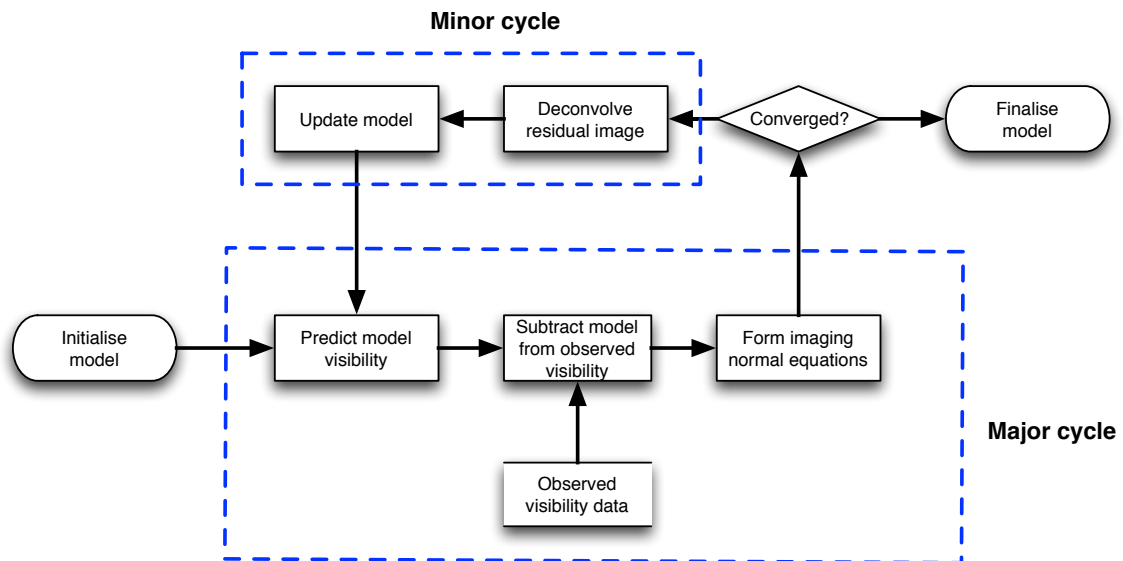 Minor cycle
Update model
Deconvolve
residual image
Converged?
Finalise
model
Initialise
model
Predict model
visibility
Subtract model
from observed
visibility
Form imaging
normal equations
Major cycle
Observed
visibility data